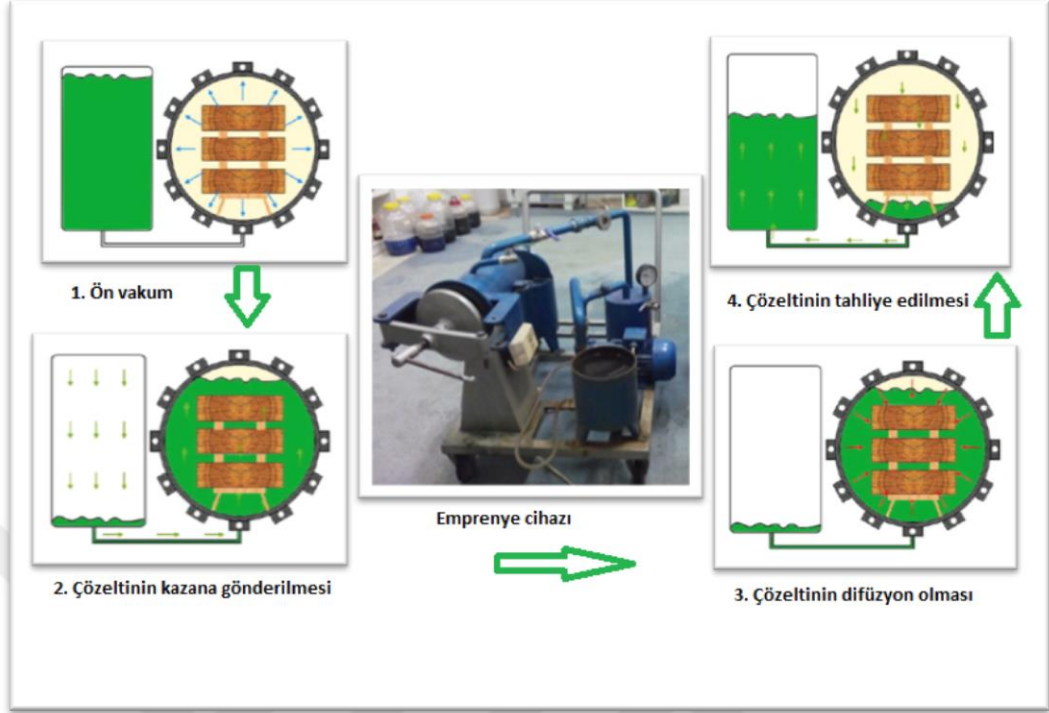 1. Ön vakum
2. Çözeltinin kazana gönderilmesi
Emprenye cihazı
3. Çözeltinin difüzyon olması
4. Çözeltinin tahliye edilmesi